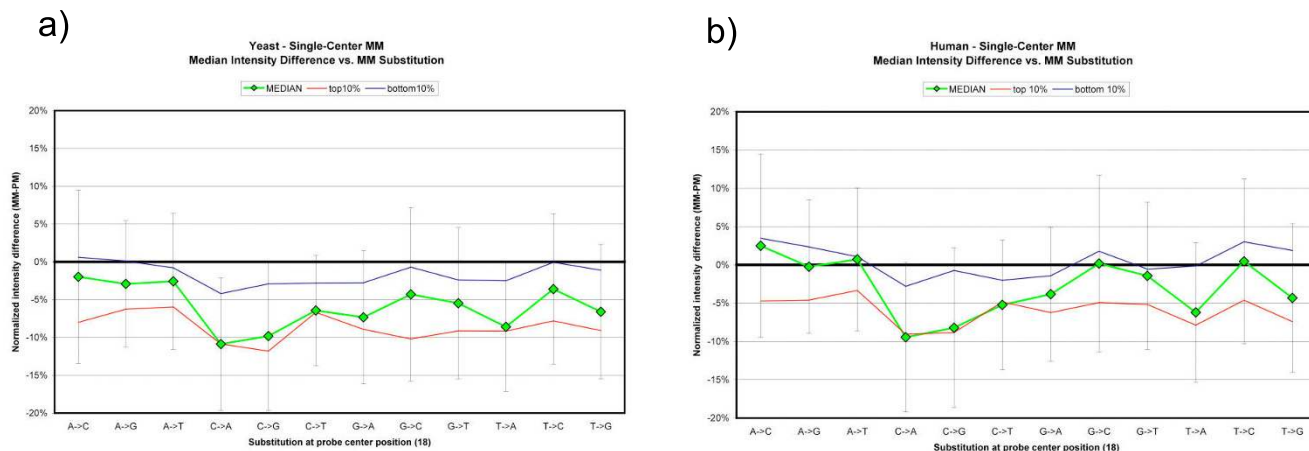 a)
Yeast - Single-Center MM
Median Intensity Difference vs. MM Substitution
MEDIAN top10% bottom10%
20%
15%
10%
5%
0%
-5%
-10%
-15%
-20%
Normalized intensity difference (MM-PM)
A->C A->G A->T C->A C->G C->T G->A G->C G->T T->A T->C T->G
Substitution at probe center position (18)
b)
Human - Single-Center MM
Median Intensity Difference vs. MM Substitution
MEDIAN top 10% bottom 10%
20%
15%
10%
5%
0%
-5%
-10%
-15%
-20%
Normalized intensity difference (MM-PM)
A->C A->G A->T C->A C->G C->T G->A G->C G->T T->A T->C T->G
Substitution at probe center position (18)